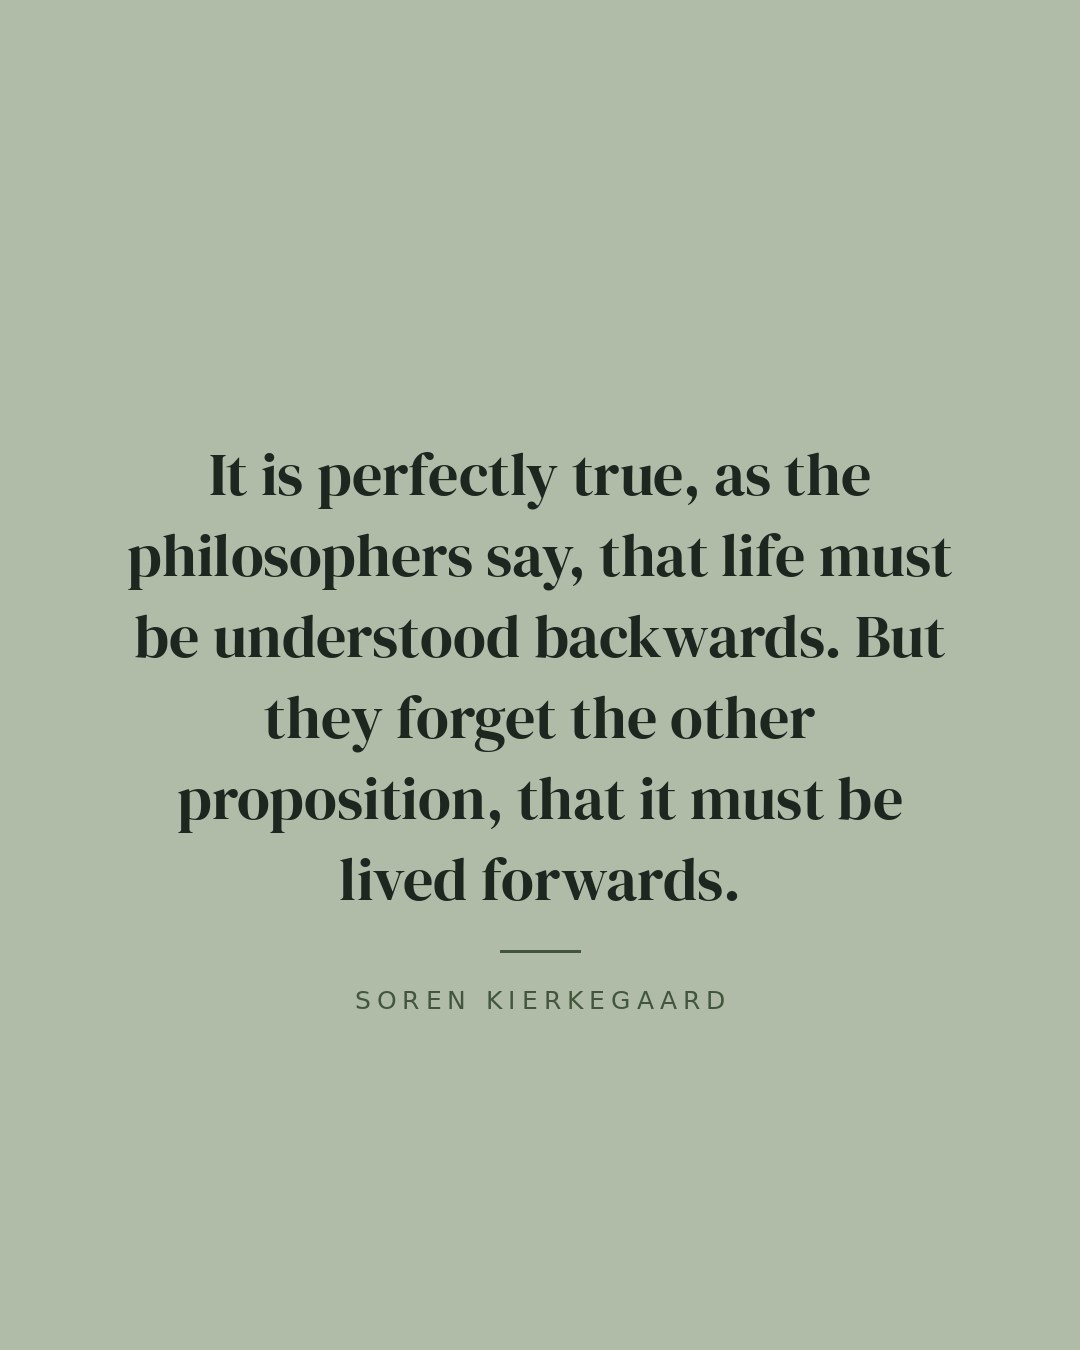 It is perfectly true, as the
philosophers say, that life must
be understood backwards. But
they forget the other
proposition, that it must be
lived forwards.
SOREN KIERKEGAARD